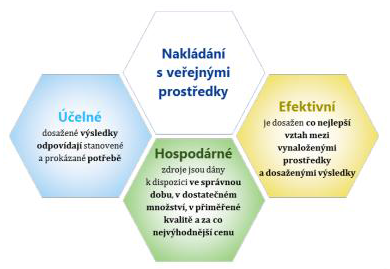 Nakládání
s veřejnými
prostředky
Účelné
dosažené výsledky
odpovídají stanovené
a prokázané potřebě
Hospodárné
zdroje jsou dány
k dispozici ve správnou
dobu, v dostatečném
množství, v přiměřené
kvalitě a za co
nejvýhodnější cenu
Efektivní
je dosažen co nejlepší
vztah mezi
vynaloženými
prostředky
a dosaženými výsledky